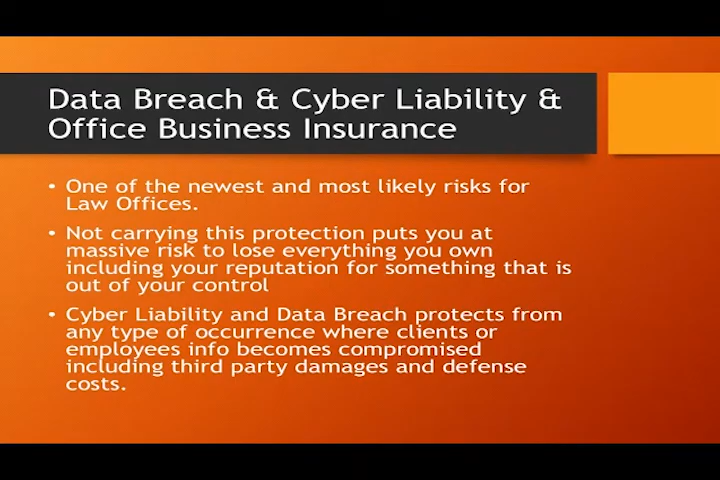 Data Breach & Cyber Liability &
Office Business Insurance
• One of the newest and most likely risks for
Law Offices.
• Not carrying this protection puts you at
massive risk to lose everything you own
including your reputation for something that is
out of your control
• Cyber Liability and Data Breach protects from
any type of occurrence where clients or
employees info becomes compromised
including third party damages and defense
costs.